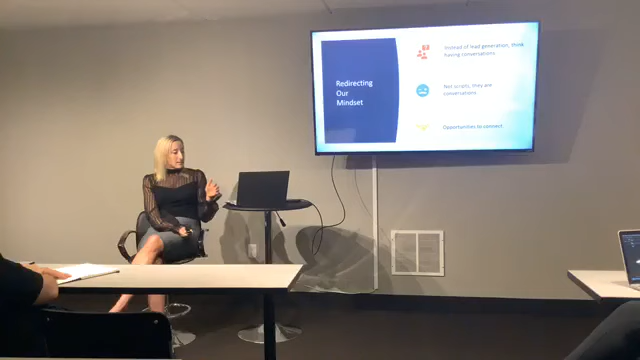 Redirecting
Our
Mindset
Instead of lead generation, think
having conversations
Not scripts, they are
conversations
Opportunities to connect